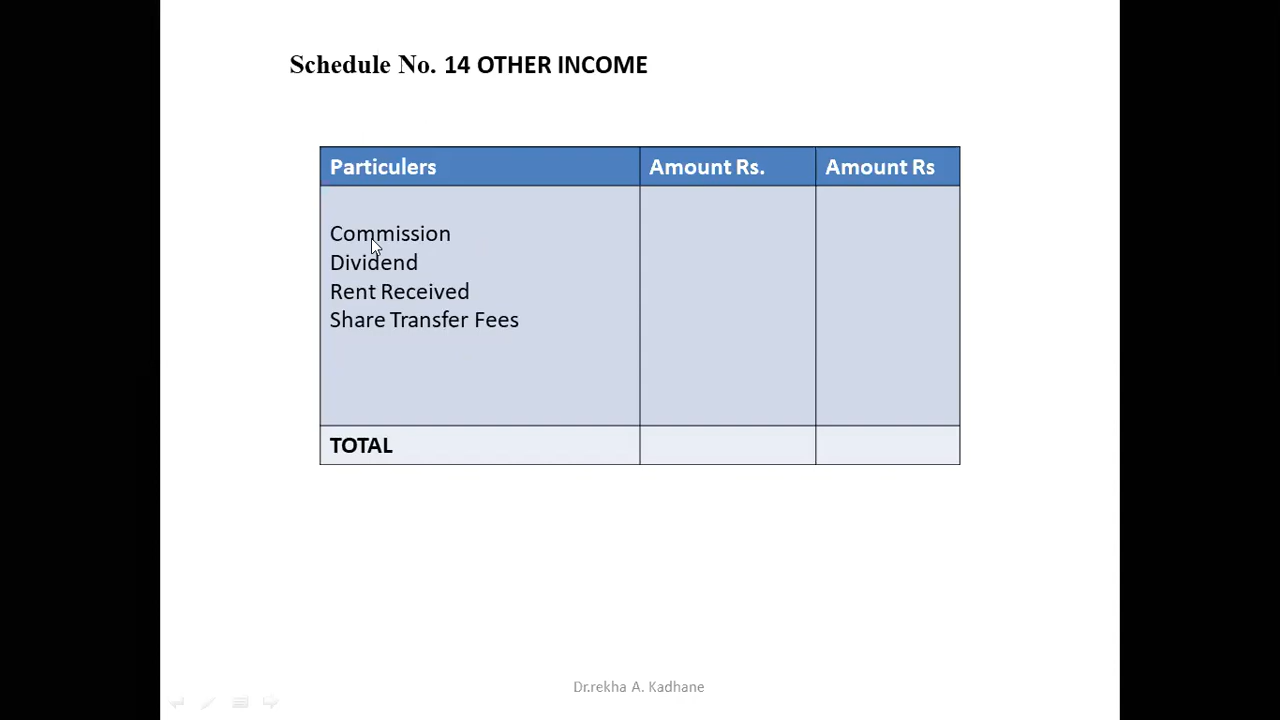 Schedule No. 14 OTHER INCOME
Particulers Amount Rs. Amount Rs
Commission
Dividend
Rent Received
Share Transfer Fees
TOTAL
Dr.rekha A. Kadhane